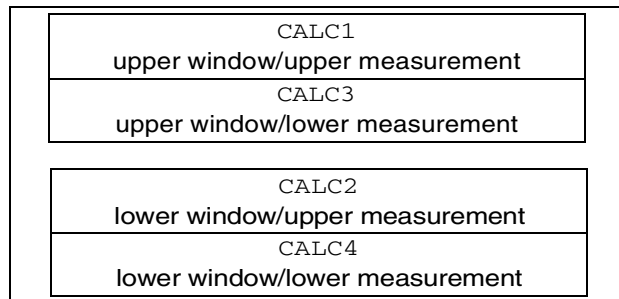 CALC1
upper window/upper measurement
CALC3
upper window/lower measurement
CALC2
lower window/upper measurement
CALC4
lower window/lower measurement